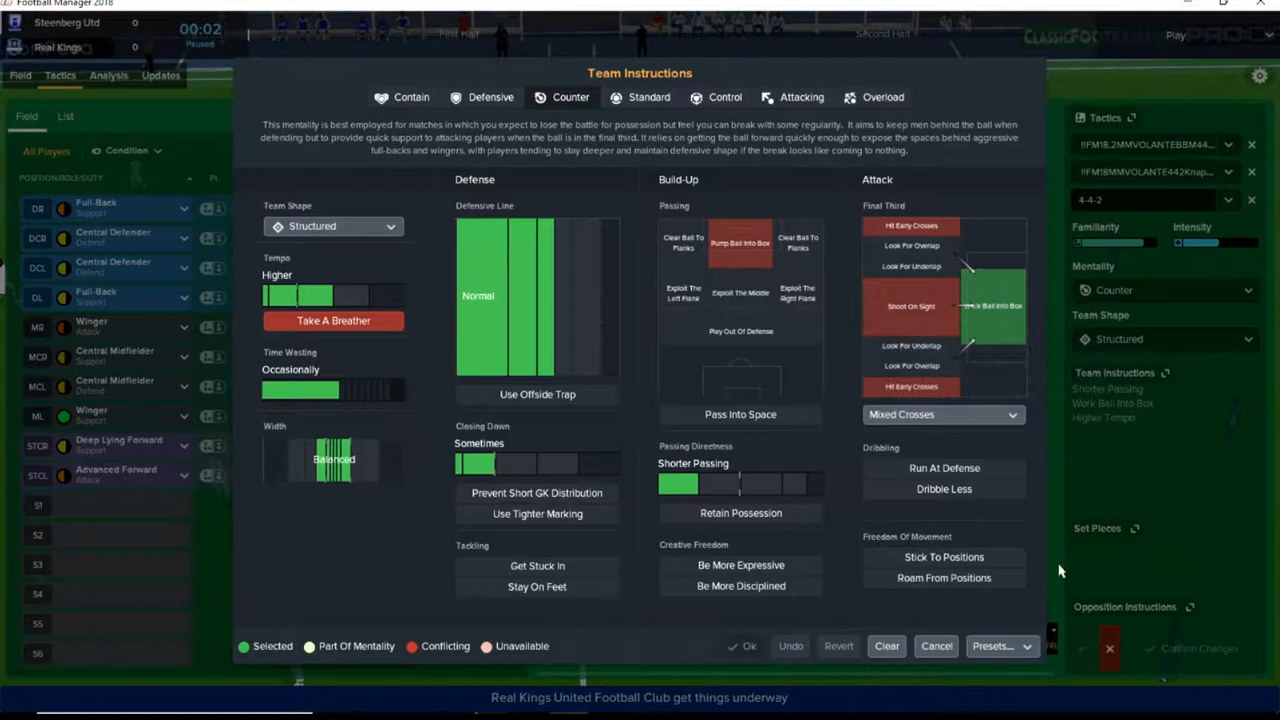 Football Manager 2018
Steenberg Utd 0
Real Kings 0
00:02
Paused
First Half
Second Half
Play
Field Tactics Analysis Updates
Field List
All Players Condition
POSITION/ROLE/DUTY
DR Full-Back
Support
DCR Central Defender
Defend
DCL Central Defender
Defend
DL Full-Back
Support
MR Winger
Attack
MCR Central Midfielder
Defend
MCL Central Midfielder
Defend
ML Winger
Support
STCR Deep Lying Forward
Support
STCL Advanced Forward
Attack
S1
S2
S3
S4
S5
S6
Team Instructions
Contain Defensive Counter Standard Control Attacking Overload
This mentality is best employed for matches in which you expect to lose the battle for possession but feel you can break with some regularity. It aims to keep men behind the ball when
defending but to provide quick support to attacking players when the ball is in the final third. It relies on getting the ball forward quickly enough to expose the spaces behind aggressive
full-backs and wingers, with players tending to stay deeper and maintain defensive shape if the break looks like coming to nothing.
Team Shape
Structured
Tempo
Higher
Take A Breather
Time Wasting
Occasionally
Width
Balanced
Defense
Defensive Line
Normal
Use Offside Trap
Closing Down
Sometimes
Prevent Short GK Distribution
Use Tighter Marking
Tackling
Get Stuck In
Stay On Feet
Build-Up
Passing
Clear Ball To Flanks
Pump Ball Into Box
Clear Ball To Flanks
Exploit The Left Flank
Exploit The Middle
Exploit The Right Flank
Play Out Of Defense
Pass Into Space
Passing Directness
Shorter Passing
Retain Possession
Creative Freedom
Be More Expressive
Be More Disciplined
Attack
Final Third
Hit Early Crosses
Look For Overlap
Look For Underlap
Shoot On Sight
Work Ball Into Box
Look For Underlap
Look For Overlap
Hit Early Crosses
Mixed Crosses
Dribbling
Run At Defense
Dribble Less
Freedom Of Movement
Stick To Positions
Roam From Positions
Selected Part Of Mentality Conflicting Unavailable
Ok Undo Revert Clear Cancel Presets...
Tactics
!!FM18.2MMVOLANTEBBM44...
!!FM18MMVOLANTE442Knap...
4-4-2
Familiarity Intensity
Mentality
Counter
Team Shape
Structured
Team Instructions
Shorter Passing
Work Ball Into Box
Higher Tempo
Set Pieces
Opposition Instructions
Confirm Changes
Real Kings United Football Club get things underway